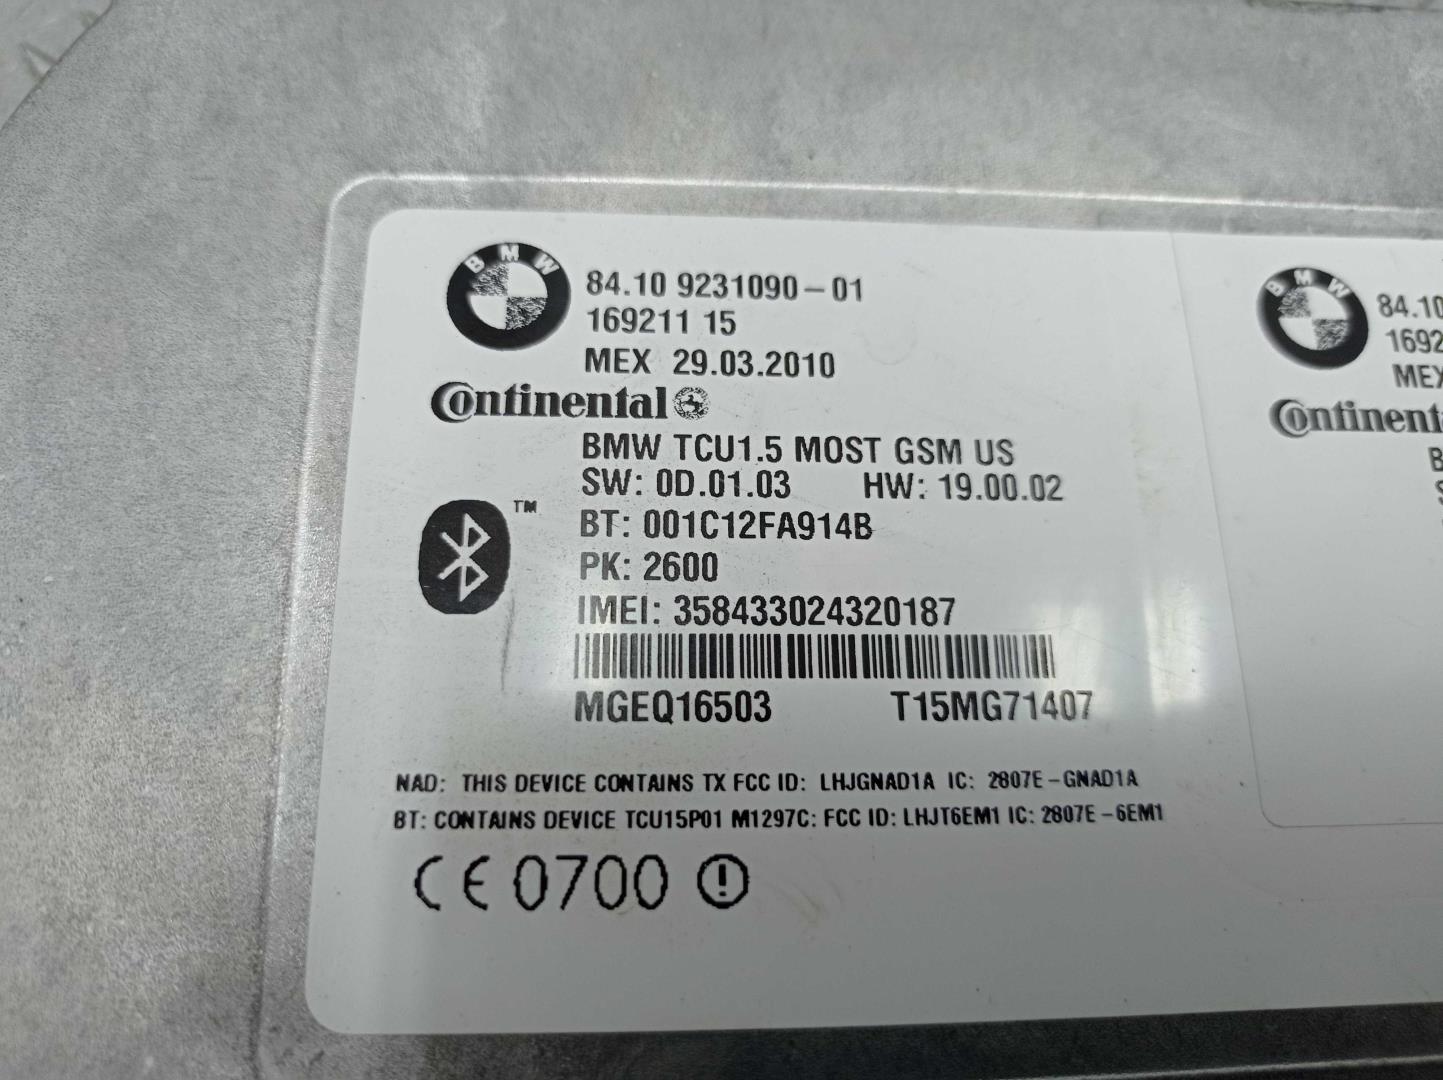 BMW
84.10 9231090-01
169211 15
MEX 29.03.2010
Continental
BMW TCU1.5 MOST GSM US
SW: 0D.01.03 HW: 19.00.02
TM
BT: 001C12FA914B
PK: 2600
IMEI: 358433024320187
MGEQ16503 T15MG71407
NAD: THIS DEVICE CONTAINS TX FCC ID: LHJGNAD1A IC: 2807E-GNAD1A
BT: CONTAINS DEVICE TCU15P01 M1297C: FCC ID: LHJT6EM1 IC: 2807E-6EM1
CE 0700
BMW
84.10
1692
MEX
Continent
B
S